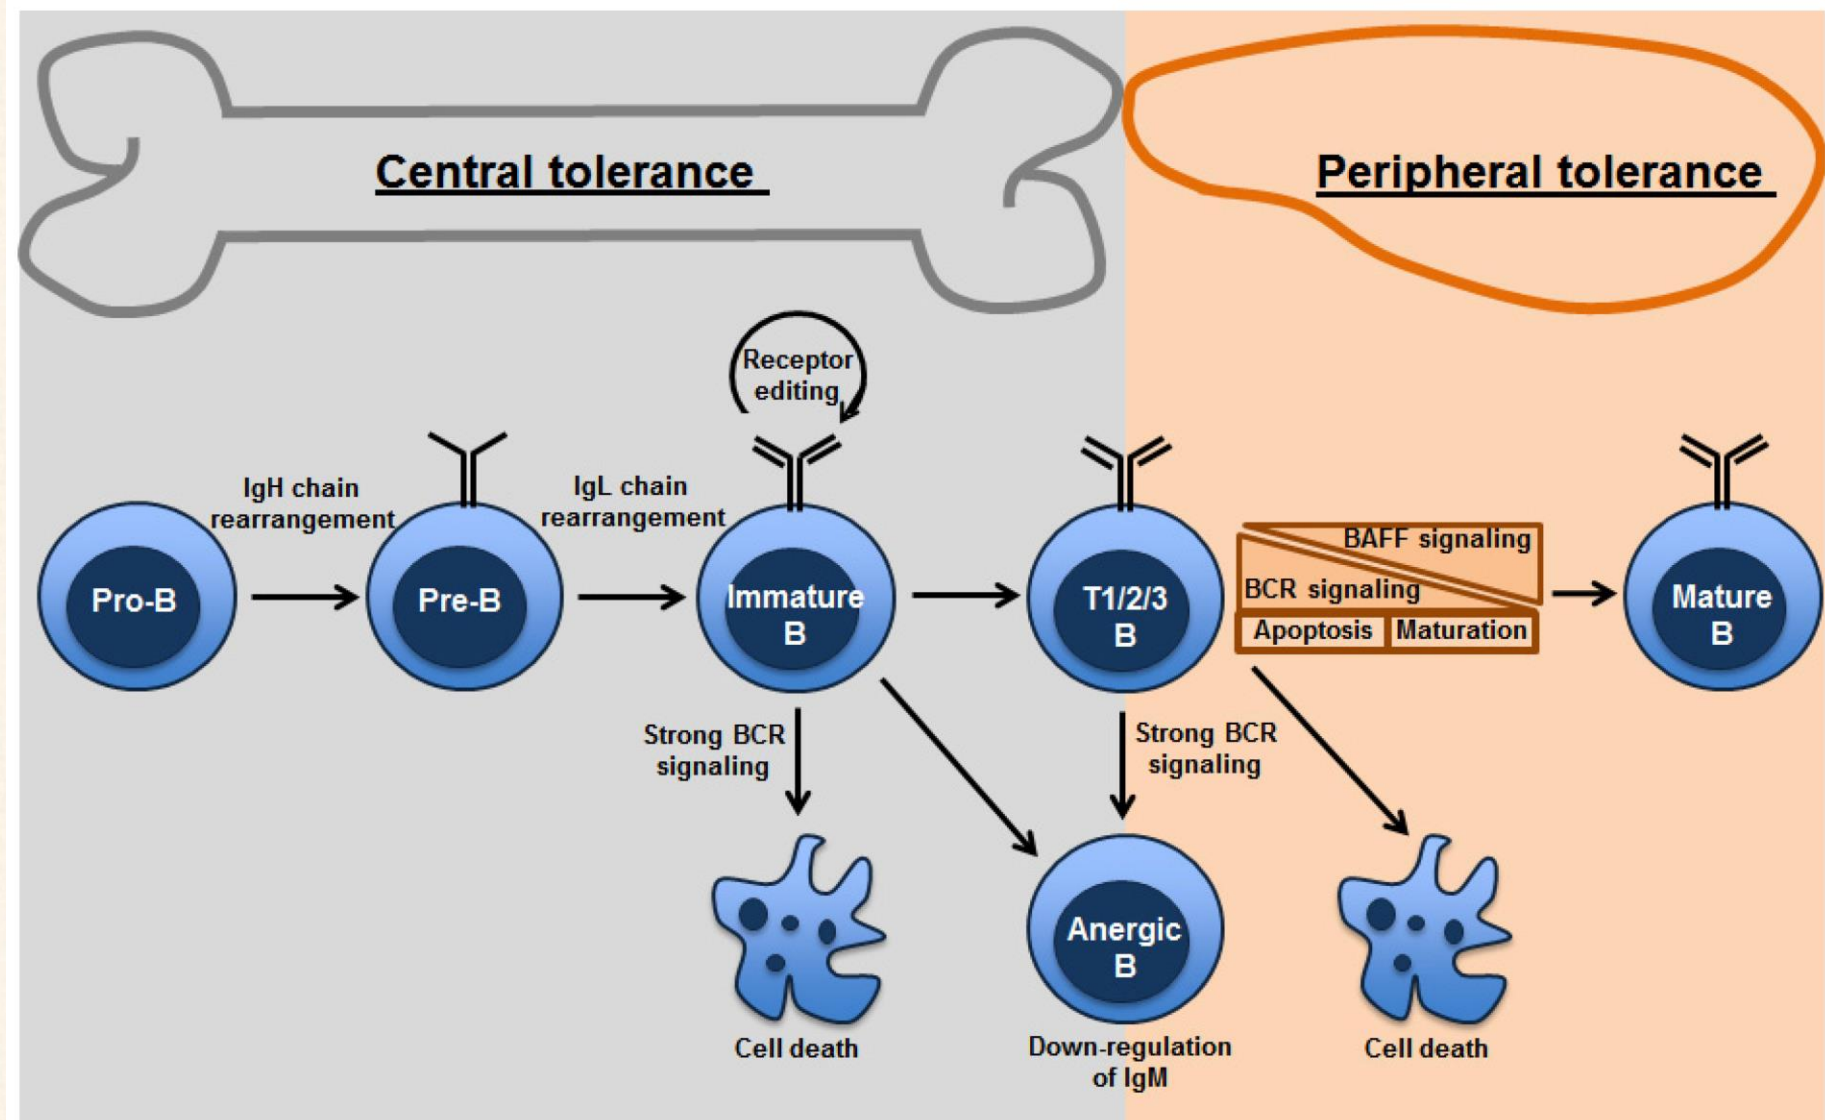 Central tolerance
Peripheral tolerance
Receptor
editing
IgH chain
rearrangement
IgL chain
rearrangement
Pro-B
Pre-B
Immature
B
T1/2/3
B
BAFF signaling
BCR signaling
Apoptosis
Maturation
Mature
B
Strong BCR
signaling
Strong BCR
signaling
Anergic
B
Cell death
Down-regulation
of IgM
Cell death